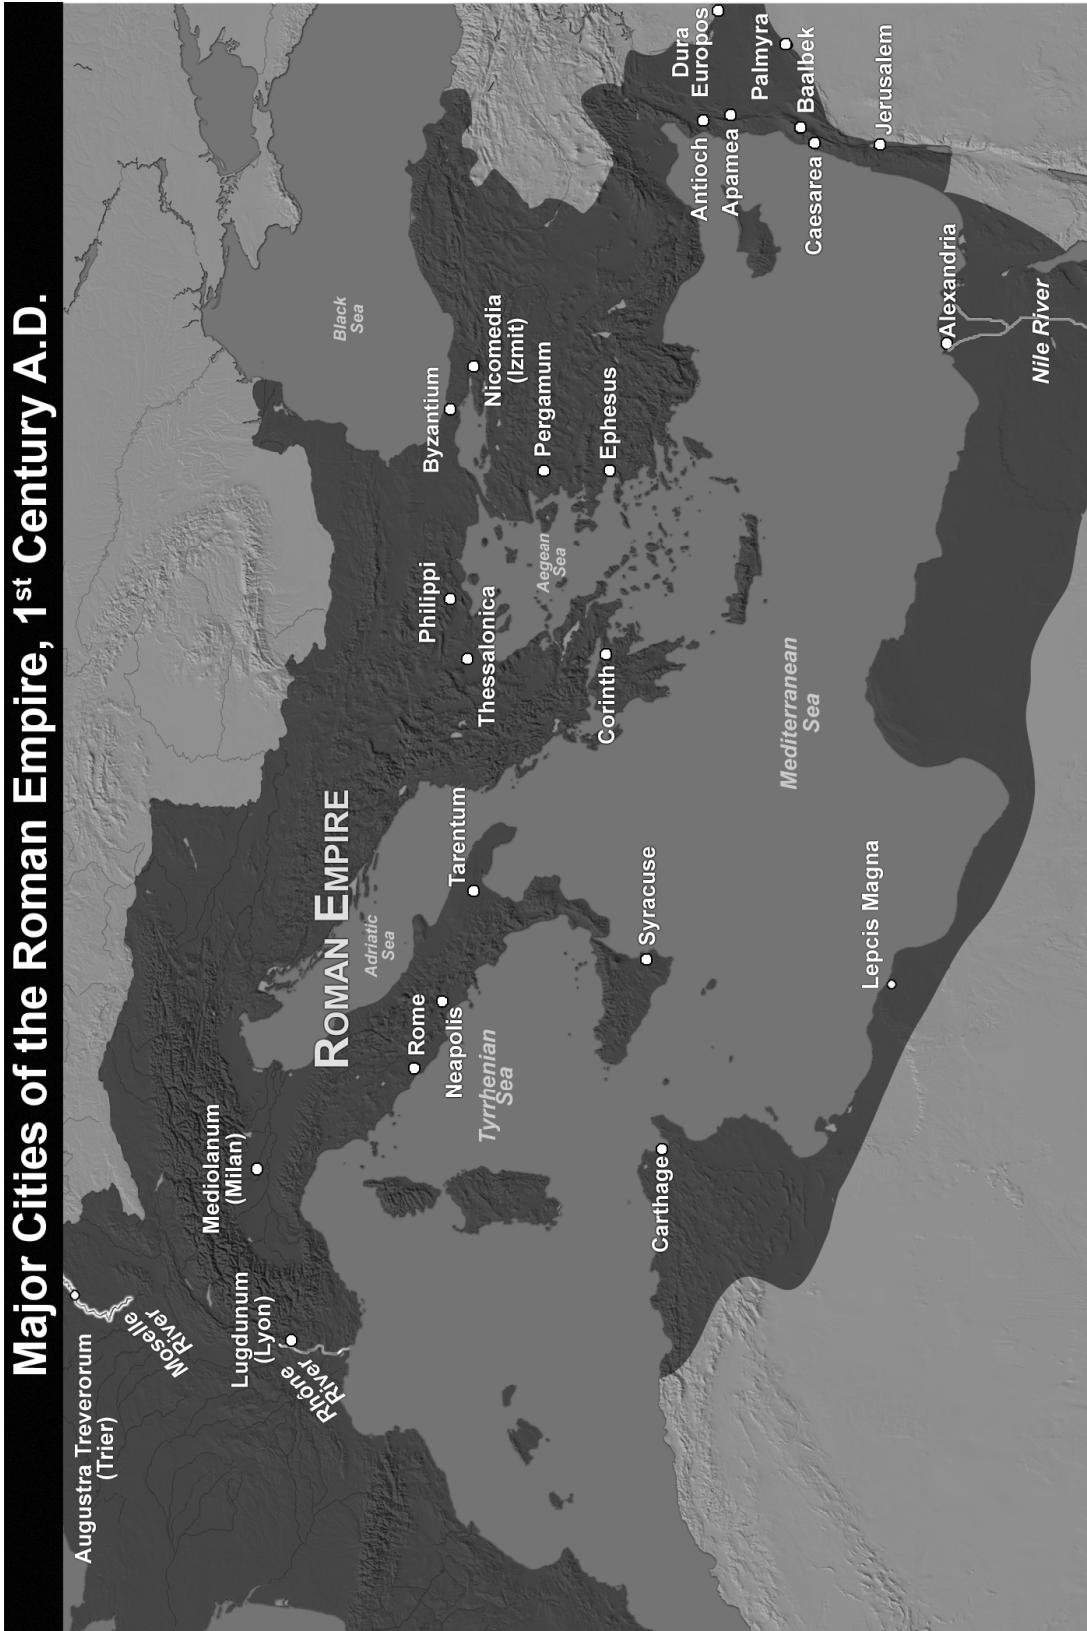 Major Cities of the Roman Empire, 1st Century A.D.
Augustra Treverorum
(Trier)
Moselle
River
Lugdunum
(Lyon)
Rhône
River
Mediolanum
(Milan)
ROMAN EMPIRE
Adriatic
Sea
Rome
Neapolis
Tarentum
Tyrrhenian
Sea
Syracuse
Carthage
Lepcis Magna
Mediterranean
Sea
Philippi
Thessalonica
Corinth
Aegean
Sea
Byzantium
Nicomedia
(Izmit)
Pergamum
Ephesus
Black
Sea
Dura
Europos
Palmyra
Baalbek
Antioch
Apamea
Caesarea
Jerusalem
Alexandria
Nile River